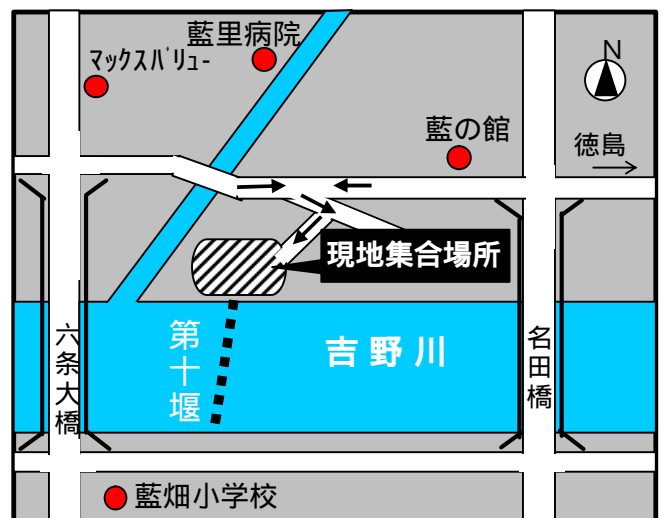 藍里病院
マックスバリュー
N
藍の館
徳島
現地集合場所
六条大橋
第十堰
吉野川
名田橋
藍畑小学校